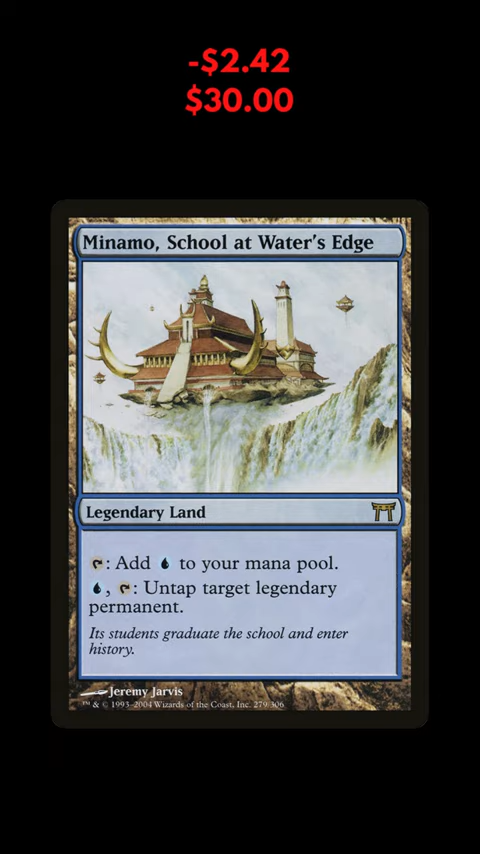 -$2.42
$30.00
Minamo, School at Water's Edge
Legendary Land
: Add to your mana pool.
, : Untap target legendary
permanent.
Its students graduate the school and enter
history.
Jeremy Jarvis
™ & © 1993–2004 Wizards of the Coast, Inc. 279/306